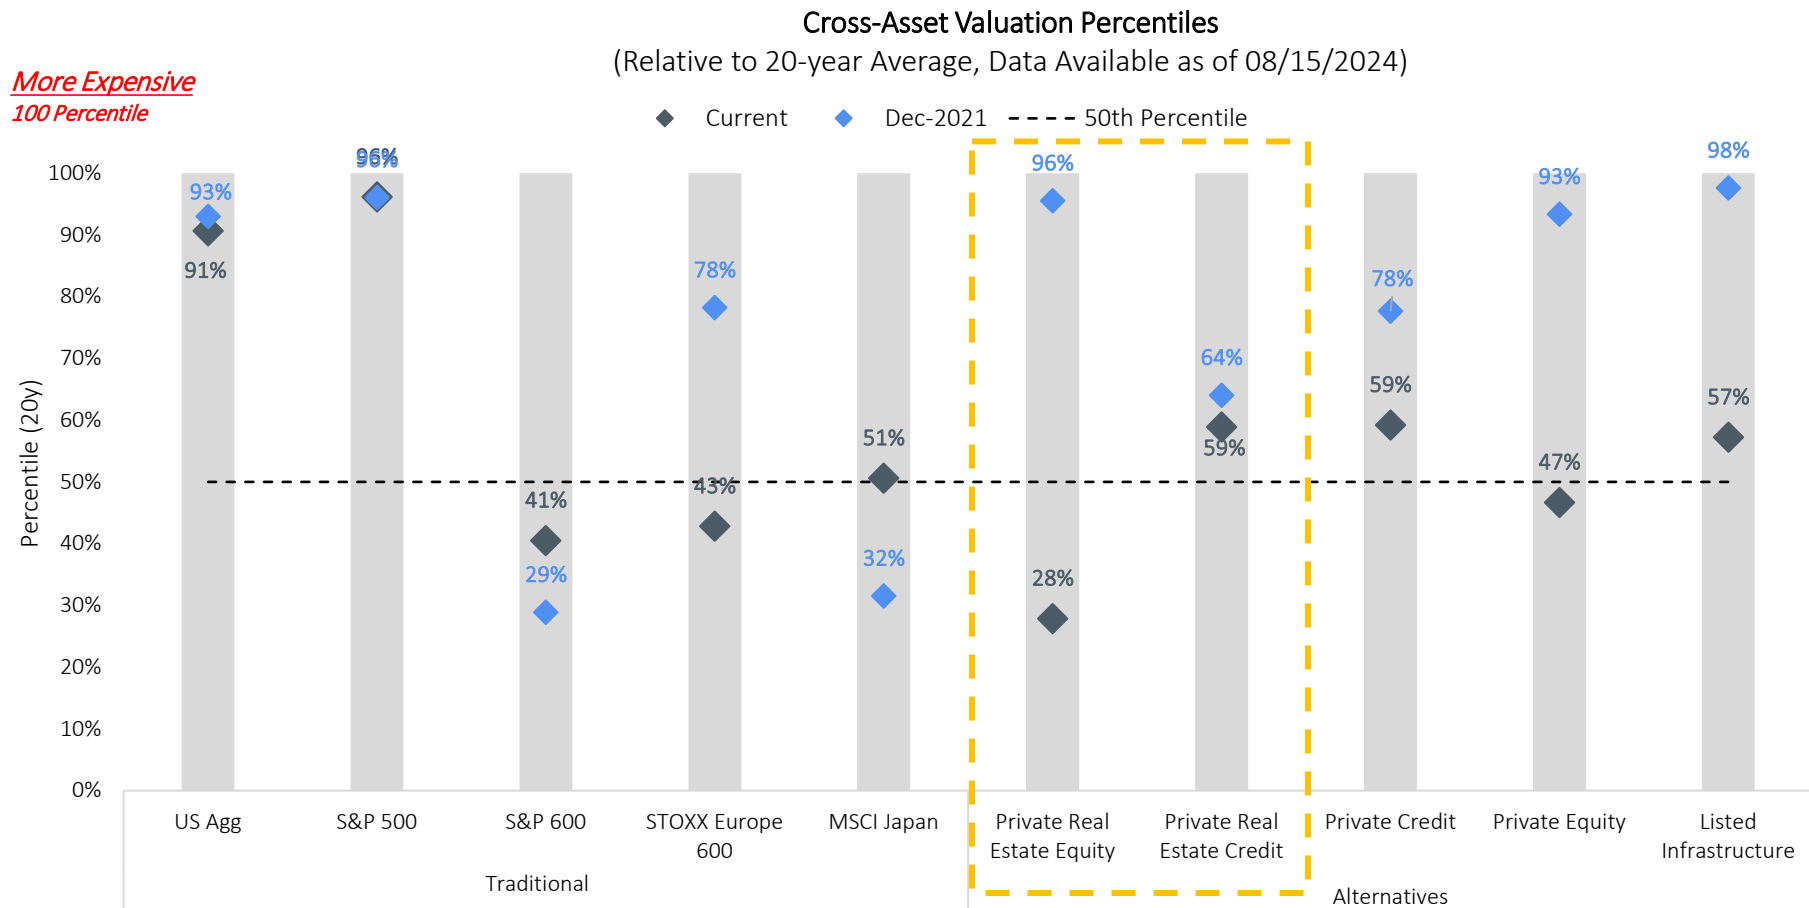 Cross-Asset Valuation Percentiles
(Relative to 20-year Average, Data Available as of 08/15/2024)
More Expensive
100 Percentile
Current Dec-2021 50th Percentile
Percentile (20y)
100%
90%
80%
70%
60%
50%
40%
30%
20%
10%
0%
93%
91%
96%
96%
41%
29%
78%
43%
51%
32%
96%
28%
64%
59%
78%
59%
93%
47%
98%
57%
US Agg
S&P 500
S&P 600
STOXX Europe
600
MSCI Japan
Private Real
Estate Equity
Private Real
Estate Credit
Private Credit
Private Equity
Listed
Infrastructure
Traditional
Alternatives